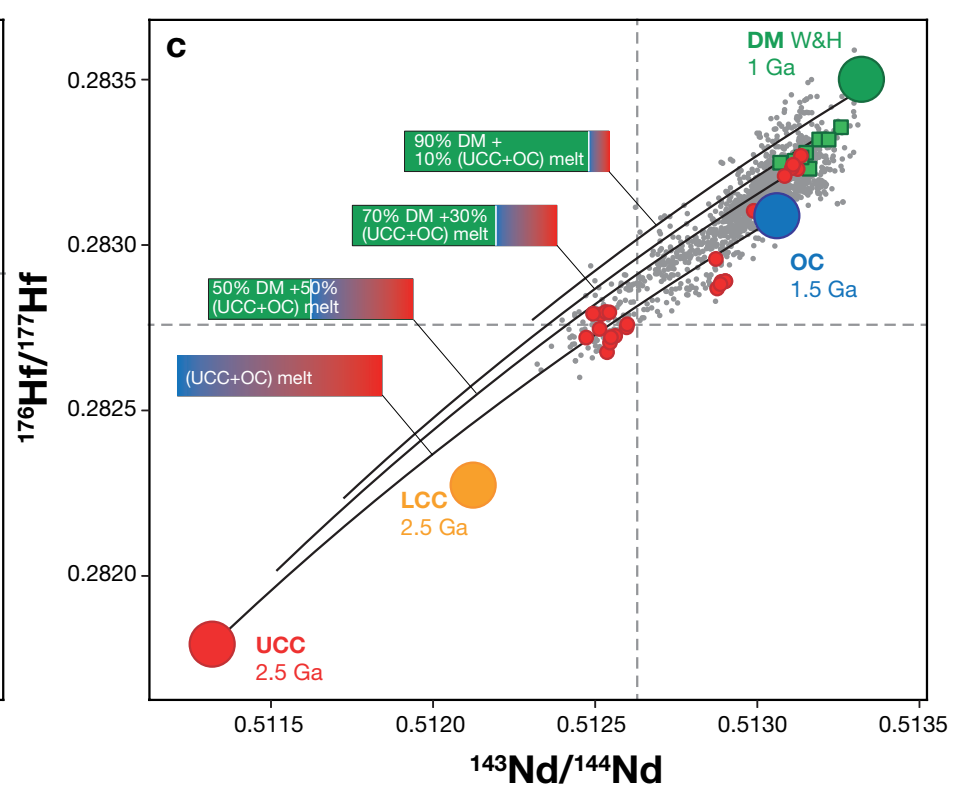 c
DM W&H
1 Ga
0.2835
90% DM +
10% (UCC+OC) melt
70% DM +30%
(UCC+OC) melt
0.2830
OC
1.5 Ga
50% DM +50%
(UCC+OC) melt
(UCC+OC) melt
176Hf/177Hf
0.2825
LCC
2.5 Ga
0.2820
UCC
2.5 Ga
0.5115
0.5120
0.5125
0.5130
0.5135
143Nd/144Nd